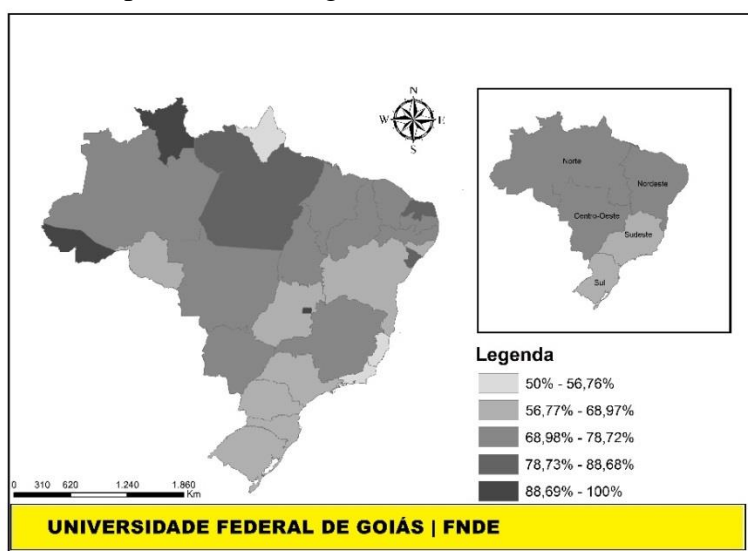 N
W E
S
Norte
Nordeste
Centro-Oeste
Sudeste
Sul
Legenda
50% - 56,76%
56,77% - 68,97%
68,98% - 78,72%
78,73% - 88,68%
88,69% - 100%
0 310 620 1.240 1.860
Km
UNIVERSIDADE FEDERAL DE GOIÁS | FNDE